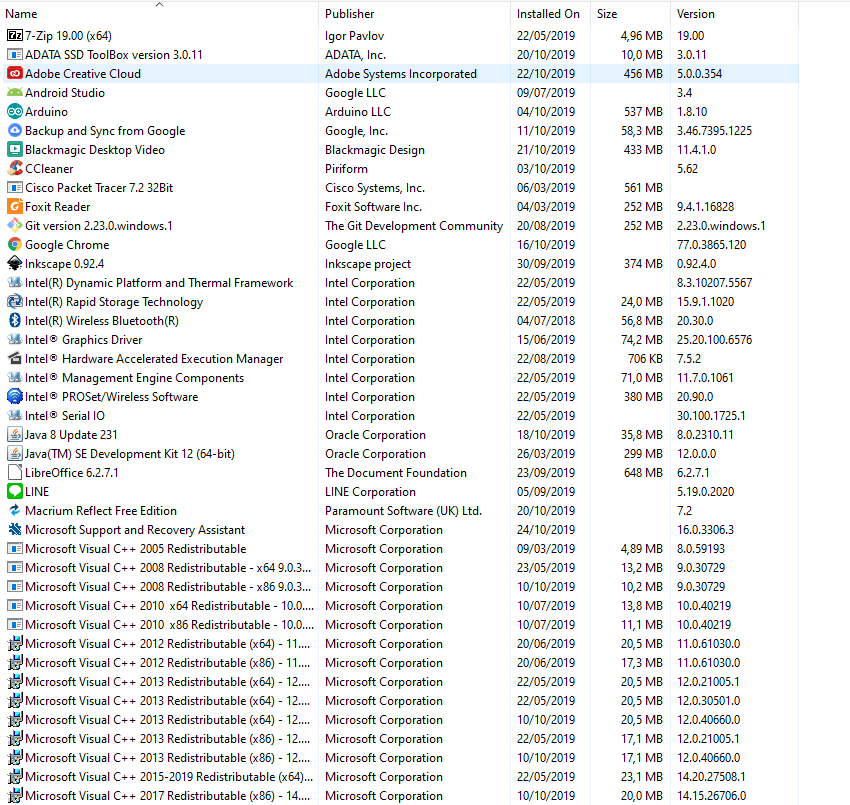 Name Publisher Installed On Size Version
7-Zip 19.00 (x64) Igor Pavlov 22/05/2019 4,96 MB 19.00
ADATA SSD ToolBox version 3.0.11 ADATA, Inc. 20/10/2019 10,0 MB 3.0.11
Adobe Creative Cloud Adobe Systems Incorporated 22/10/2019 456 MB 5.0.0.354
Android Studio Google LLC 09/07/2019 3.4
Arduino Arduino LLC 04/10/2019 537 MB 1.8.10
Backup and Sync from Google Google, Inc. 11/10/2019 58,3 MB 3.46.7395.1225
Blackmagic Desktop Video Blackmagic Design 21/10/2019 433 MB 11.4.1.0
CCleaner Piriform 03/10/2019 5.62
Cisco Packet Tracer 7.2 32Bit Cisco Systems, Inc. 06/03/2019 561 MB
Foxit Reader Foxit Software Inc. 04/03/2019 252 MB 9.4.1.16828
Git version 2.23.0.windows.1 The Git Development Community 20/08/2019 252 MB 2.23.0.windows.1
Google Chrome Google LLC 16/10/2019 77.0.3865.120
Inkscape 0.92.4 Inkscape project 30/09/2019 374 MB 0.92.4.0
Intel(R) Dynamic Platform and Thermal Framework Intel Corporation 22/05/2019 8.3.10207.5567
Intel(R) Rapid Storage Technology Intel Corporation 22/05/2019 24,0 MB 15.9.1.1020
Intel(R) Wireless Bluetooth(R) Intel Corporation 04/07/2018 56,8 MB 20.30.0
Intel® Graphics Driver Intel Corporation 15/06/2019 74,2 MB 25.20.100.6576
Intel® Hardware Accelerated Execution Manager Intel Corporation 22/08/2019 706 KB 7.5.2
Intel® Management Engine Components Intel Corporation 22/05/2019 71,0 MB 11.7.0.1061
Intel® PROSet/Wireless Software Intel Corporation 22/05/2019 380 MB 20.90.0
Intel® Serial IO Intel Corporation 22/05/2019 30.100.1725.1
Java 8 Update 231 Oracle Corporation 18/10/2019 35,8 MB 8.0.2310.11
Java(TM) SE Development Kit 12 (64-bit) Oracle Corporation 26/03/2019 299 MB 12.0.0.0
LibreOffice 6.2.7.1 The Document Foundation 23/09/2019 648 MB 6.2.7.1
LINE LINE Corporation 05/09/2019 5.19.0.2020
Macrium Reflect Free Edition Paramount Software (UK) Ltd. 20/10/2019 7.2
Microsoft Support and Recovery Assistant Microsoft Corporation 24/10/2019 16.0.3306.3
Microsoft Visual C++ 2005 Redistributable Microsoft Corporation 09/03/2019 4,89 MB 8.0.59193
Microsoft Visual C++ 2008 Redistributable - x64 9.0.3... Microsoft Corporation 23/05/2019 13,2 MB 9.0.30729
Microsoft Visual C++ 2008 Redistributable - x86 9.0.3... Microsoft Corporation 10/10/2019 10,2 MB 9.0.30729
Microsoft Visual C++ 2010 x64 Redistributable - 10.0.... Microsoft Corporation 10/07/2019 13,8 MB 10.0.40219
Microsoft Visual C++ 2010 x86 Redistributable - 10.0.... Microsoft Corporation 10/07/2019 11,1 MB 10.0.40219
Microsoft Visual C++ 2012 Redistributable (x64) - 11.... Microsoft Corporation 20/06/2019 20,5 MB 11.0.61030.0
Microsoft Visual C++ 2012 Redistributable (x86) - 11.... Microsoft Corporation 20/06/2019 17,3 MB 11.0.61030.0
Microsoft Visual C++ 2013 Redistributable (x64) - 12.... Microsoft Corporation 22/05/2019 20,5 MB 12.0.21005.1
Microsoft Visual C++ 2013 Redistributable (x64) - 12.... Microsoft Corporation 22/05/2019 20,5 MB 12.0.30501.0
Microsoft Visual C++ 2013 Redistributable (x64) - 12.... Microsoft Corporation 10/10/2019 20,5 MB 12.0.40660.0
Microsoft Visual C++ 2013 Redistributable (x86) - 12.... Microsoft Corporation 22/05/2019 17,1 MB 12.0.21005.1
Microsoft Visual C++ 2013 Redistributable (x86) - 12.... Microsoft Corporation 10/10/2019 17,1 MB 12.0.40660.0
Microsoft Visual C++ 2015-2019 Redistributable (x64)... Microsoft Corporation 22/05/2019 23,1 MB 14.20.27508.1
Microsoft Visual C++ 2017 Redistributable (x86) - 14.... Microsoft Corporation 10/10/2019 20,0 MB 14.15.26706.0